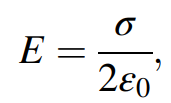 E = σ / 2ε₀,